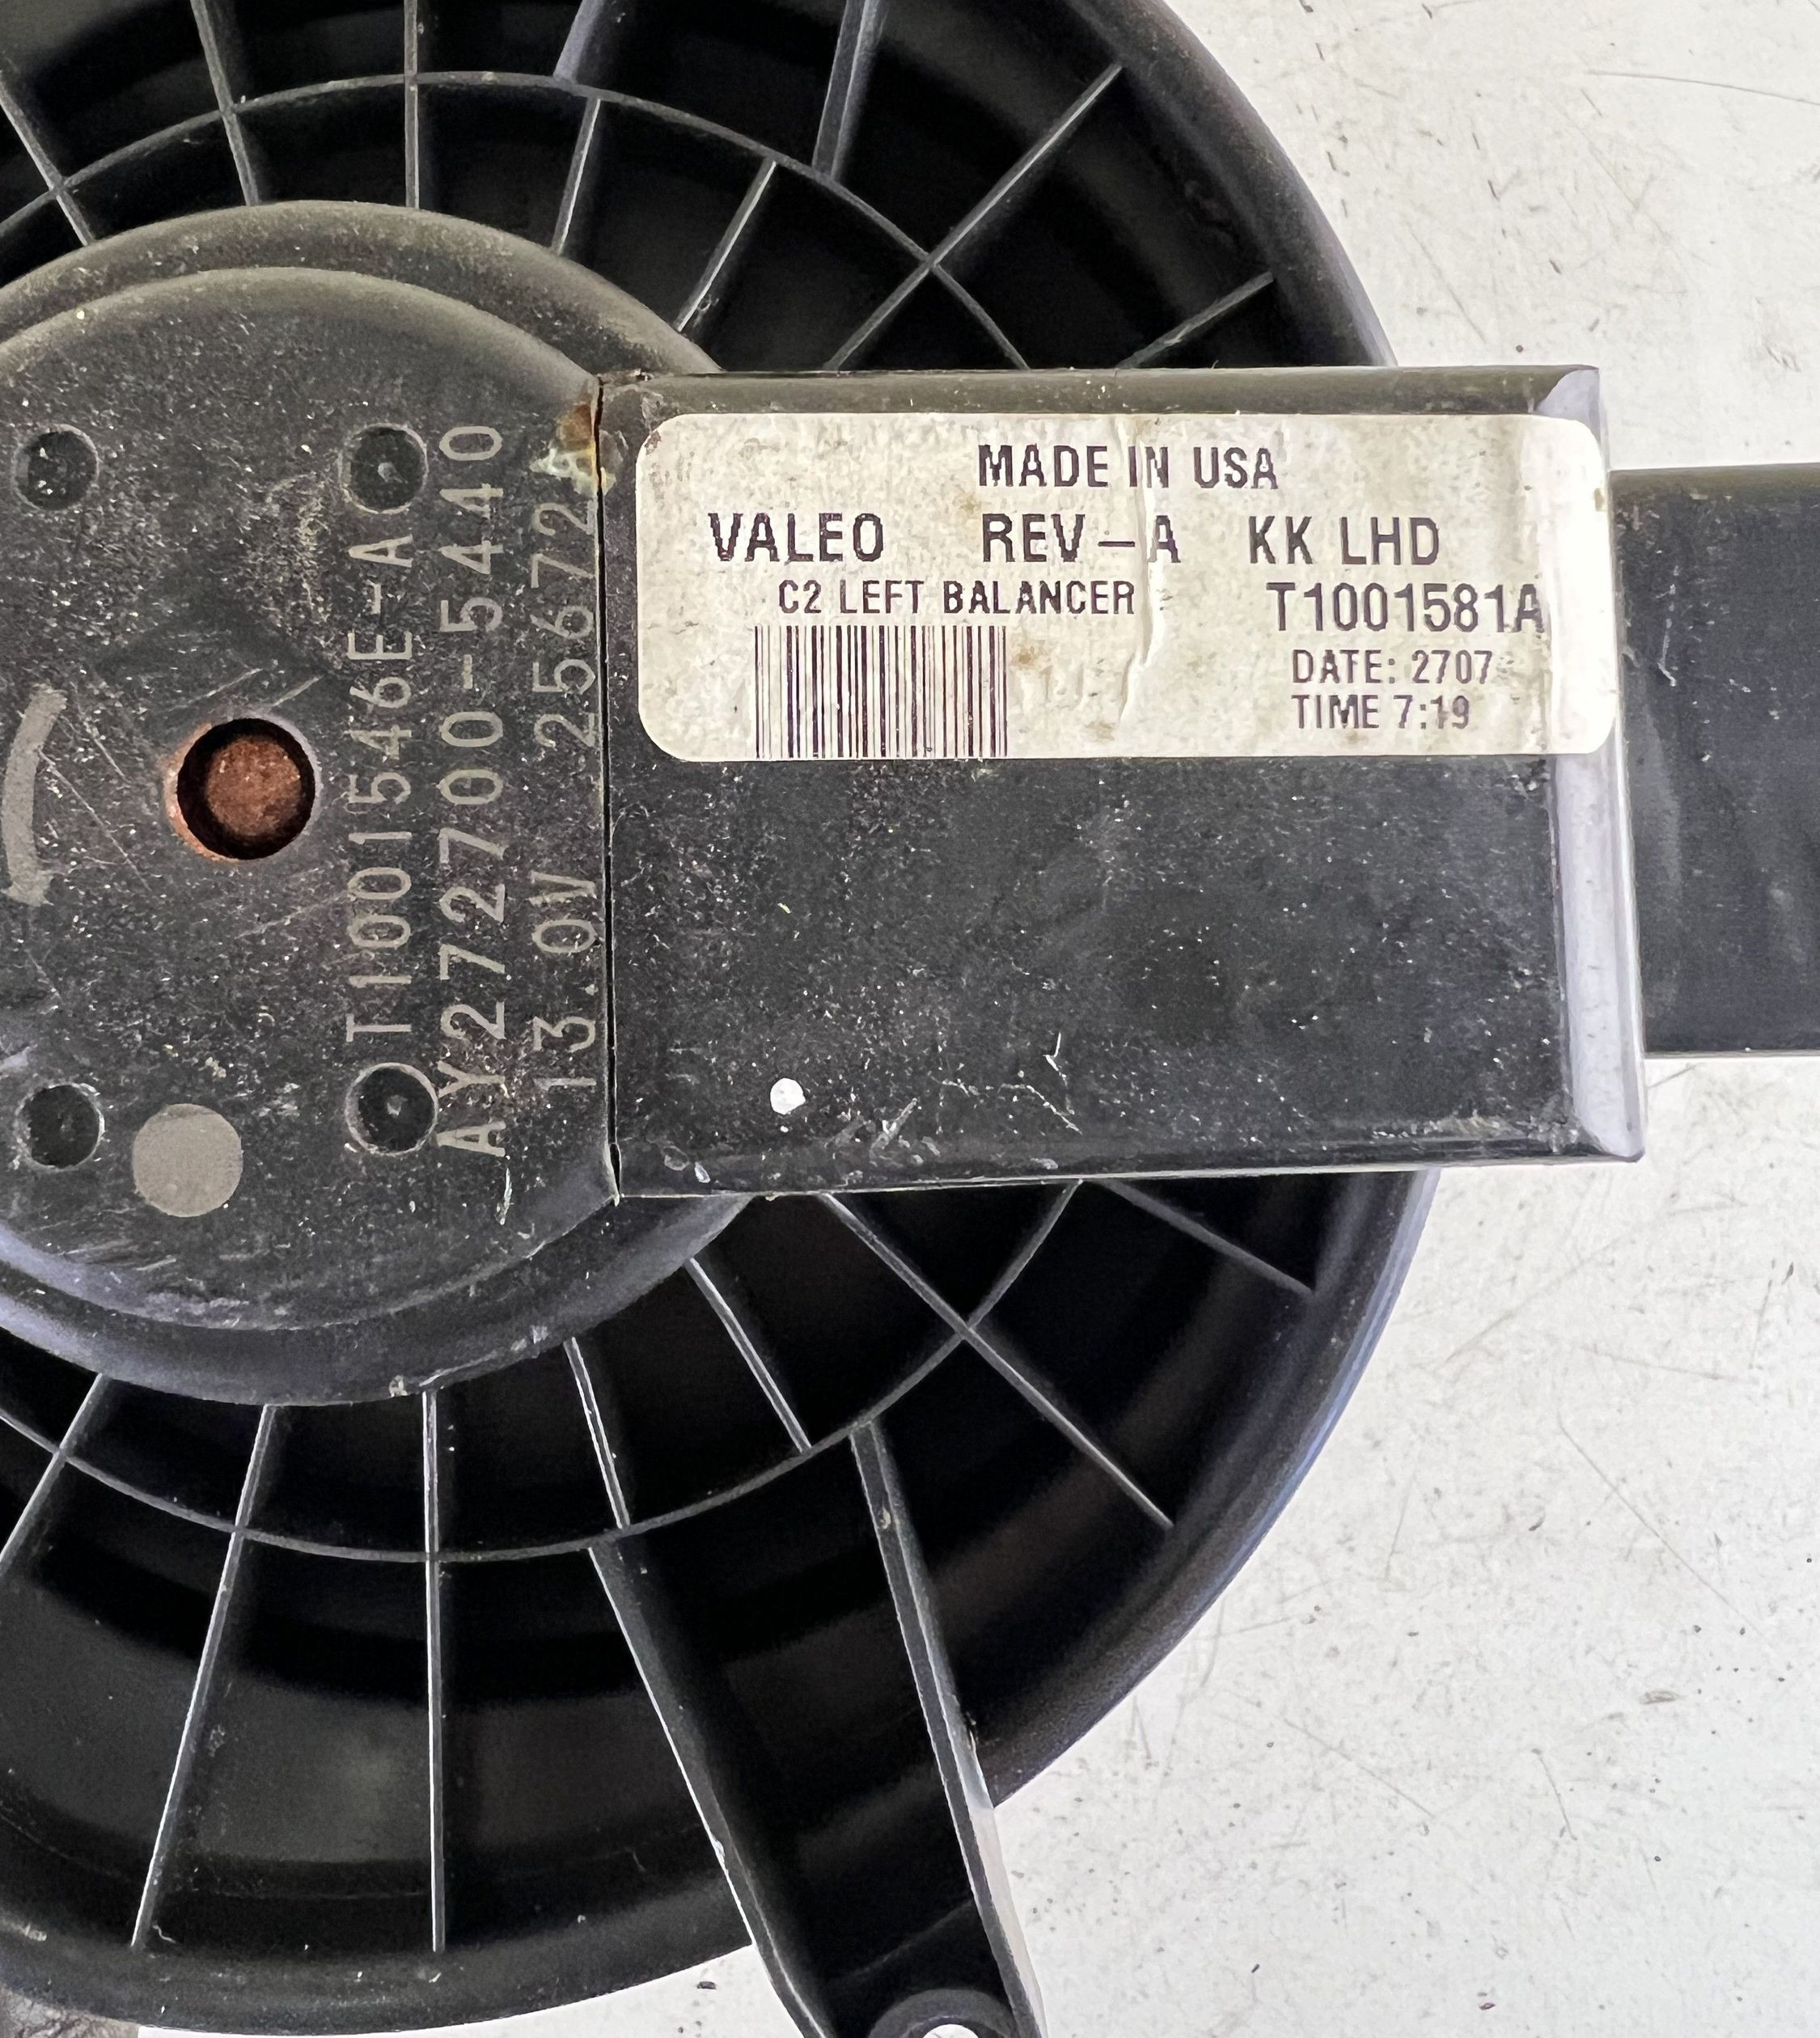 MADE IN USA
VALEO REV-A KK LHD
C2 LEFT BALANCER T1001581A
DATE: 2707
TIME 7:19
T1001546E-A
AY272700-5440
13.0V 256724